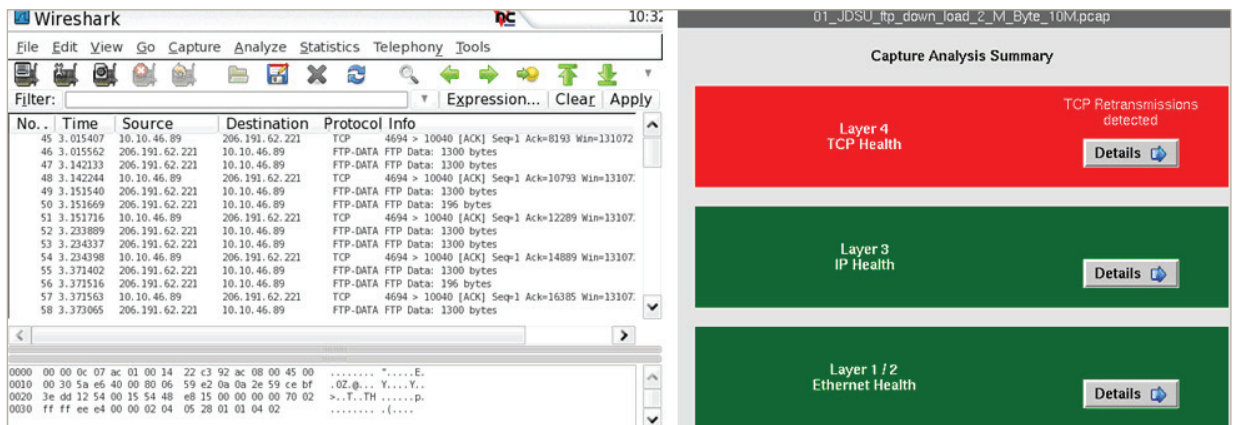 Wireshark
10:32
File Edit View Go Capture Analyze Statistics Telephony Tools
Filter: Expression... Clear Apply
No. . Time Source Destination Protocol Info
45 3.015407 10.10.46.89 206.191.62.221 TCP 4694 > 10040 [ACK] Seq=1 Ack=8193 Win=131072
46 3.015562 206.191.62.221 10.10.46.89 FTP-DATA FTP Data: 1300 bytes
47 3.142133 206.191.62.221 10.10.46.89 FTP-DATA FTP Data: 1300 bytes
48 3.142244 10.10.46.89 206.191.62.221 TCP 4694 > 10040 [ACK] Seq=1 Ack=10793 Win=13107
49 3.151540 206.191.62.221 10.10.46.89 FTP-DATA FTP Data: 1300 bytes
50 3.151669 206.191.62.221 10.10.46.89 FTP-DATA FTP Data: 196 bytes
51 3.151716 10.10.46.89 206.191.62.221 TCP 4694 > 10040 [ACK] Seq=1 Ack=12289 Win=13107
52 3.233889 206.191.62.221 10.10.46.89 FTP-DATA FTP Data: 1300 bytes
53 3.234337 206.191.62.221 10.10.46.89 FTP-DATA FTP Data: 1300 bytes
54 3.234398 10.10.46.89 206.191.62.221 TCP 4694 > 10040 [ACK] Seq=1 Ack=14889 Win=13107
55 3.371402 206.191.62.221 10.10.46.89 FTP-DATA FTP Data: 1300 bytes
56 3.371516 206.191.62.221 10.10.46.89 FTP-DATA FTP Data: 196 bytes
57 3.371563 10.10.46.89 206.191.62.221 TCP 4694 > 10040 [ACK] Seq=1 Ack=16385 Win=13107
58 3.373065 206.191.62.221 10.10.46.89 FTP-DATA FTP Data: 1300 bytes
0000 00 00 0c 07 ac 01 00 14 22 c3 92 ac 08 00 45 00 ........ ".....E.
0010 00 30 5a e6 40 00 80 06 59 e2 0a 0a 2e 59 ce bf .0Z.@... Y....Y..
0020 3e dd 12 54 00 15 54 48 e8 15 00 00 00 00 70 02 >..T..TH ......p.
0030 ff ff ee e4 00 00 02 04 05 28 01 01 04 02 ........ .(....
01_JDSU_ftp_down_load_2_M_Byte_10M.pcap
Capture Analysis Summary
Layer 4
TCP Health
TCP Retransmissions
detected
Details
Layer 3
IP Health
Details
Layer 1 / 2
Ethernet Health
Details